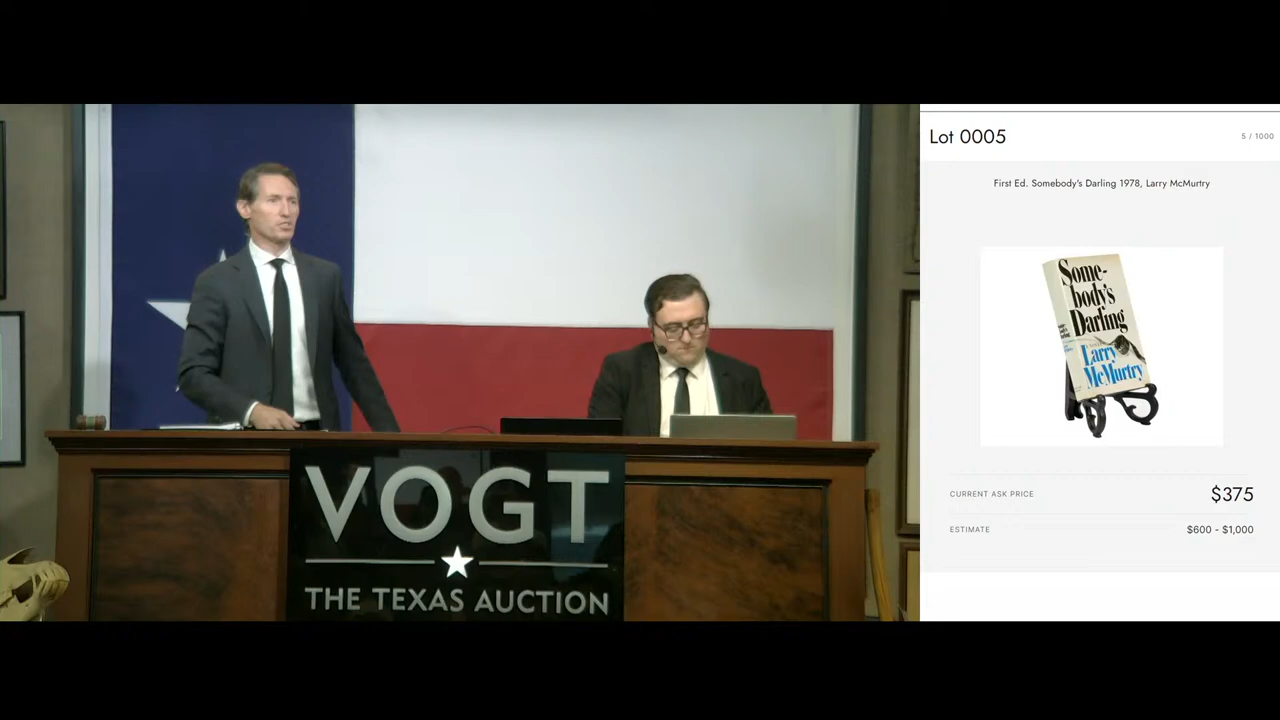 VOGT
THE TEXAS AUCTION
Lot 0005
5 / 1000
First Ed. Somebody's Darling 1978, Larry McMurtry
Some-
body's
Darling
Larry
McMurtry
CURRENT ASK PRICE
$375
ESTIMATE
$600 - $1,000